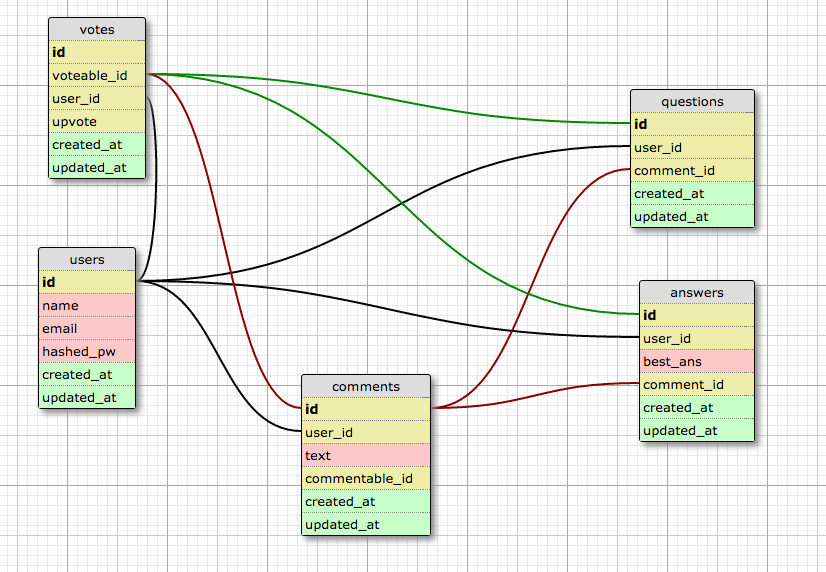 votes
id
voteable_id
user_id
upvote
created_at
updated_at
questions
id
user_id
comment_id
created_at
updated_at
users
id
name
email
hashed_pw
created_at
updated_at
answers
id
user_id
best_ans
comment_id
created_at
updated_at
comments
id
user_id
text
commentable_id
created_at
updated_at